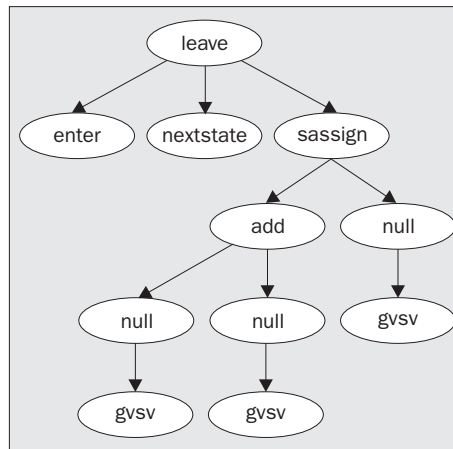 leave
enter nextstate sassign
add null
null null gvsv
gvsv gvsv